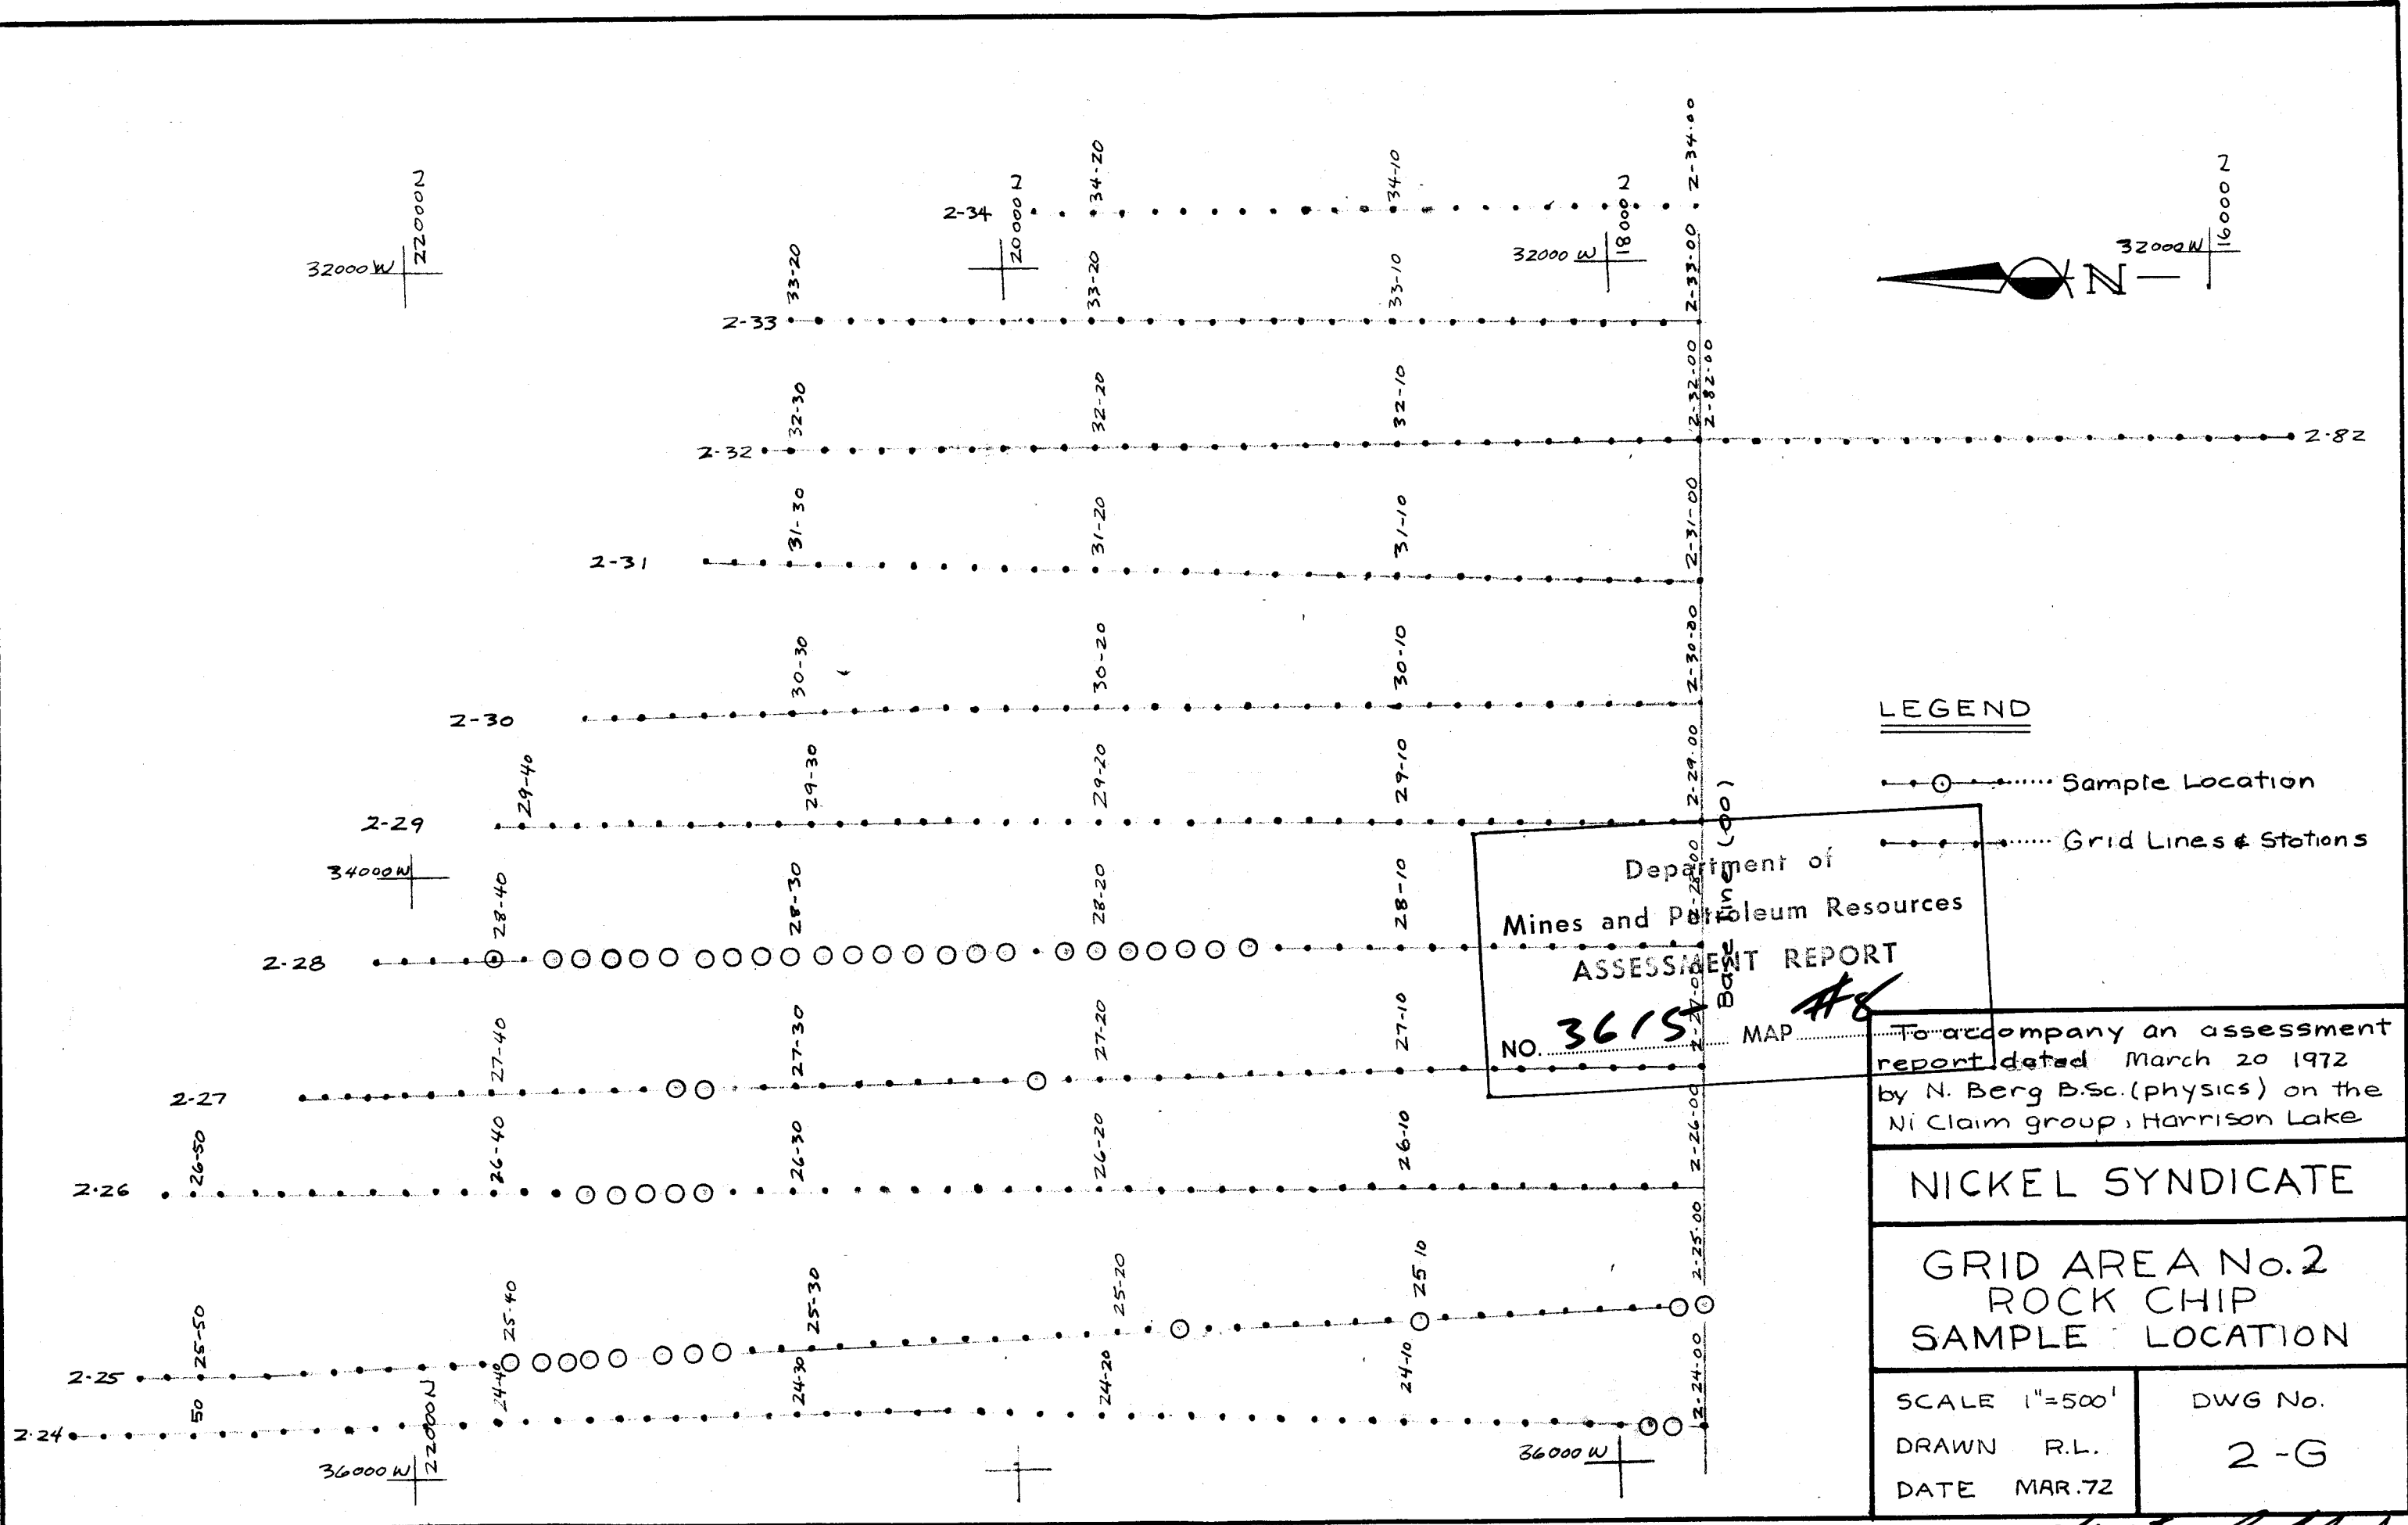 2-34·00
34-20
34-10
2-34
22000N
20000N
18000N
16000N
32000W
32000W
32000W
N
33-20
33-20
33-10
2-33-00
2-33
32-30
32-20
32-10
2-32-00
2-82-00
2-32
2-82
31-30
31-20
31-10
2-31-00
2-31
30-30
30-20
30-10
2-30-00
2-30
29-40
29-30
29-20
29-10
2-29-00
2-29
34000W
28-40
28-30
28-20
28-10
2-28-00
2-28
27-40
27-30
27-20
27-10
2-27-00
2-27
Base line (00)
26-50
26-40
26-30
26-20
26-10
2-26-00
2-26
25-50
25-40
25-30
25-20
25-10
2-25-00
2-25
50
24-40
24-30
24-20
24-10
2-24-00
2-24
36000W
22000N
36000W
LEGEND
Sample Location
Grid Lines & Stations
Department of
Mines and Petroleum Resources
ASSESSMENT REPORT
NO. 3615 MAP #8
To accompany an assessment
report dated March 20 1972
by N. Berg B.Sc. (physics) on the
Ni Claim group, Harrison Lake
NICKEL SYNDICATE
GRID AREA No. 2
ROCK CHIP
SAMPLE LOCATION
SCALE 1"=500'
DRAWN R.L.
DATE MAR. 72
DWG No.
2-G